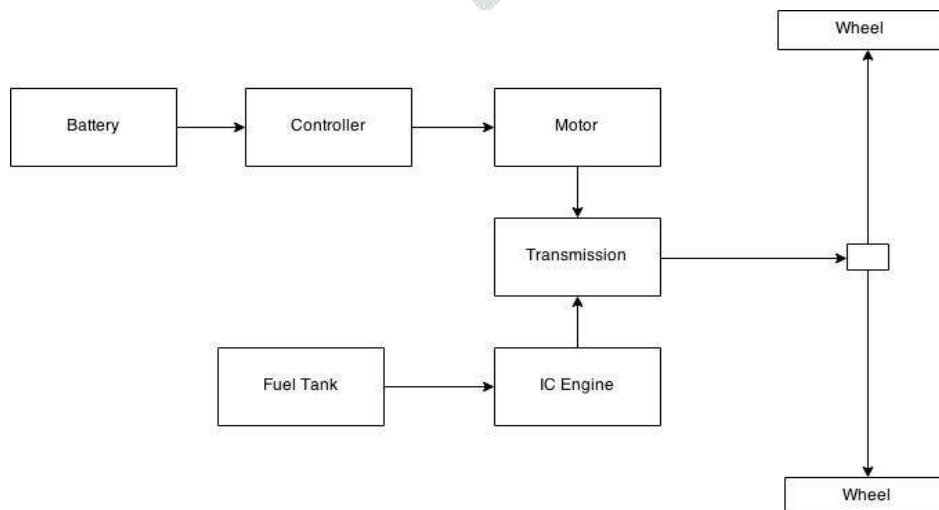 Wheel
Battery
Controller
Motor
Transmission
Fuel Tank
IC Engine
Wheel